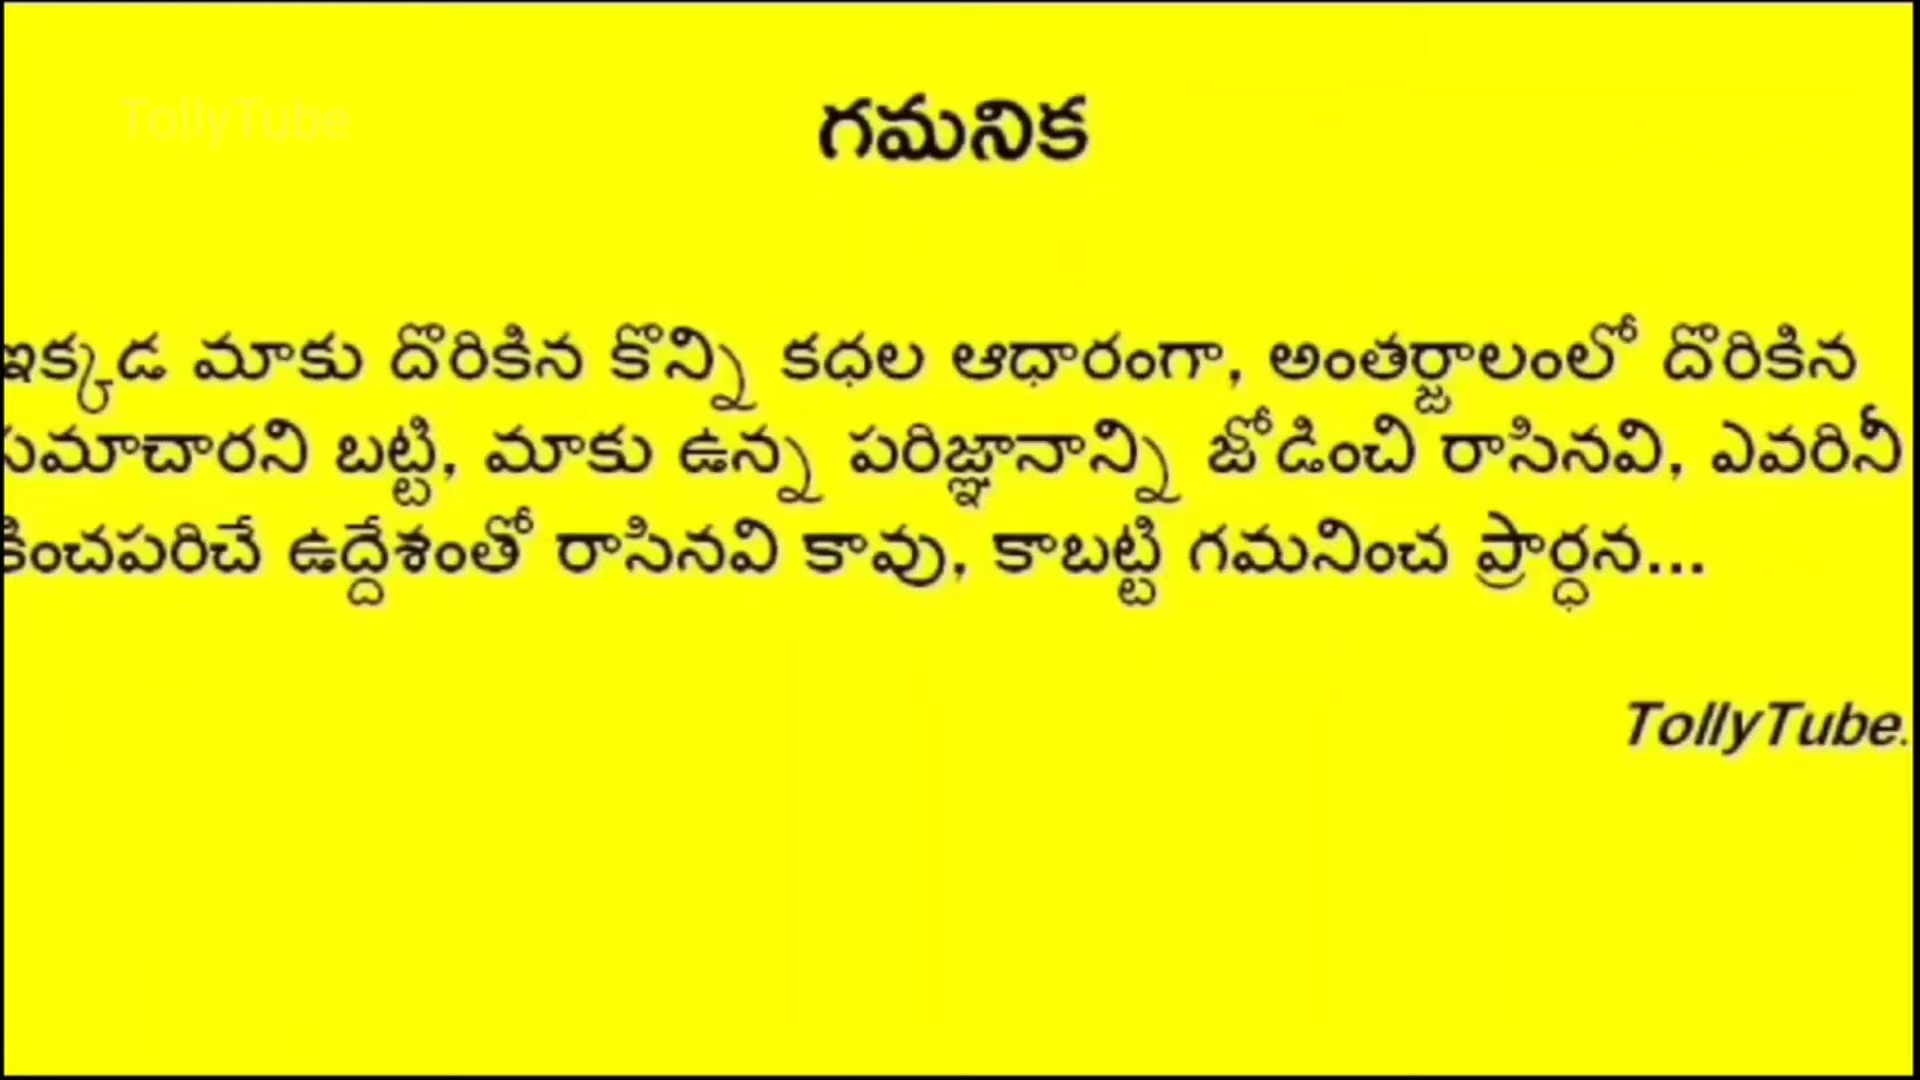 TollyTube
గమనిక
ఇక్కడ మాకు దొరికిన కొన్ని కధల ఆధారంగా, అంతర్జాలంలో దొరికిన
సమాచారని బట్టి, మాకు ఉన్న పరిజ్ఞానాన్ని జోడించి రాసినవి, ఎవరినీ
కించపరిచే ఉద్దేశంతో రాసినవి కావు, కాబట్టి గమనించ ప్రార్ధన...
TollyTube.